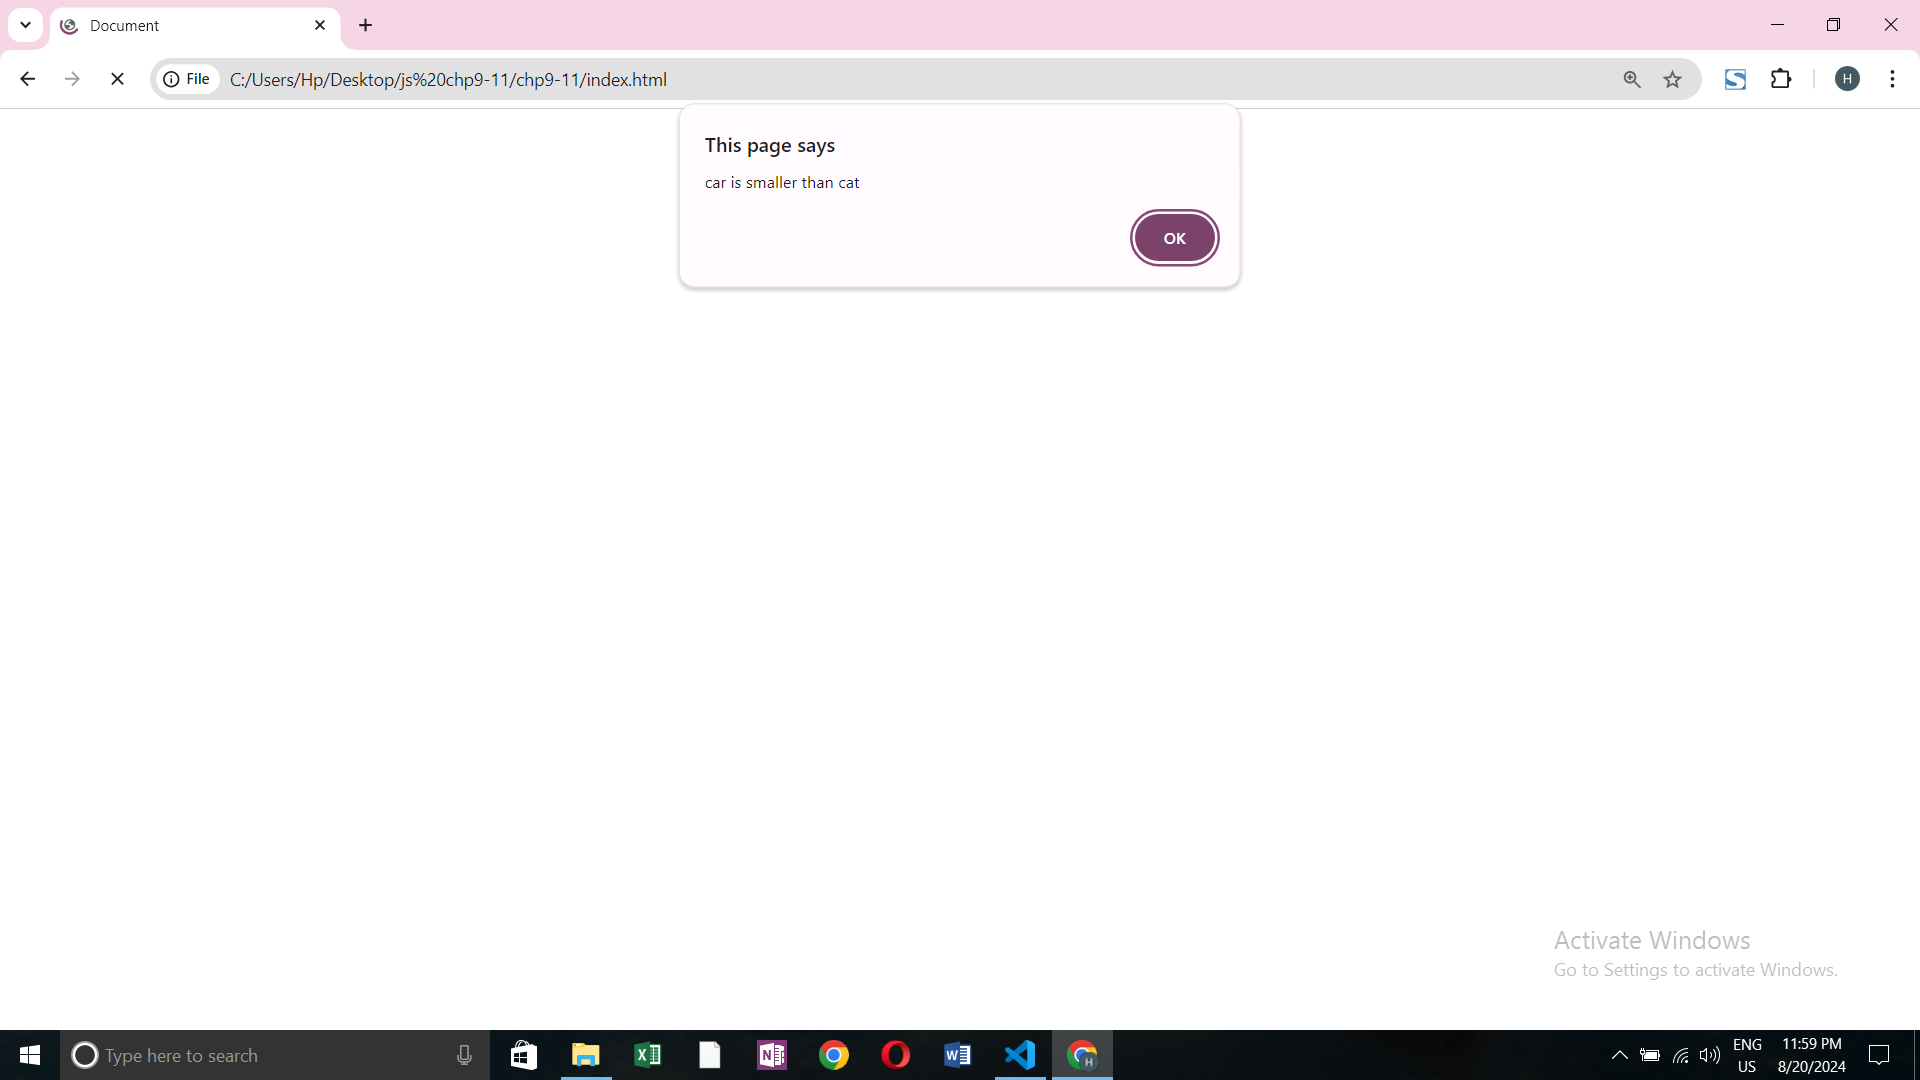 Document
File
C:/Users/Hp/Desktop/js%20chp9-11/chp9-11/index.html
H
This page says
car is smaller than cat
OK
Activate Windows
Go to Settings to activate Windows.
Type here to search
ENG
US
11:59 PM
8/20/2024